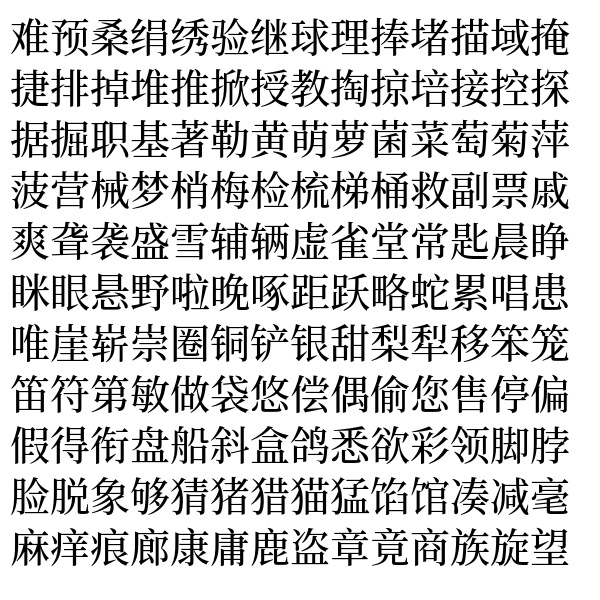 难预桑绢绣验继球理捧堵描域掩
捷排掉堆推掀授教掏掠培接控探
据掘职基著勒黄萌萝菌菜萄菊萍
菠营械梦梢梅检梳梯桶救副票戚
爽聋袭盛雪辅辆虚雀堂常匙晨睁
眯眼悬野啦晚啄距跃略蛇累唱患
唯崖崭崇圈铜铲银甜梨犁移笨笼
笛符第敏做袋悠偿偶偷您售停偏
假得衔盘船斜盒鸽悉欲彩领脚脖
脸脱象够猜猪猎猫猛馅馆凑减毫
麻痒痕廊康庸鹿盗章竟商族旋望